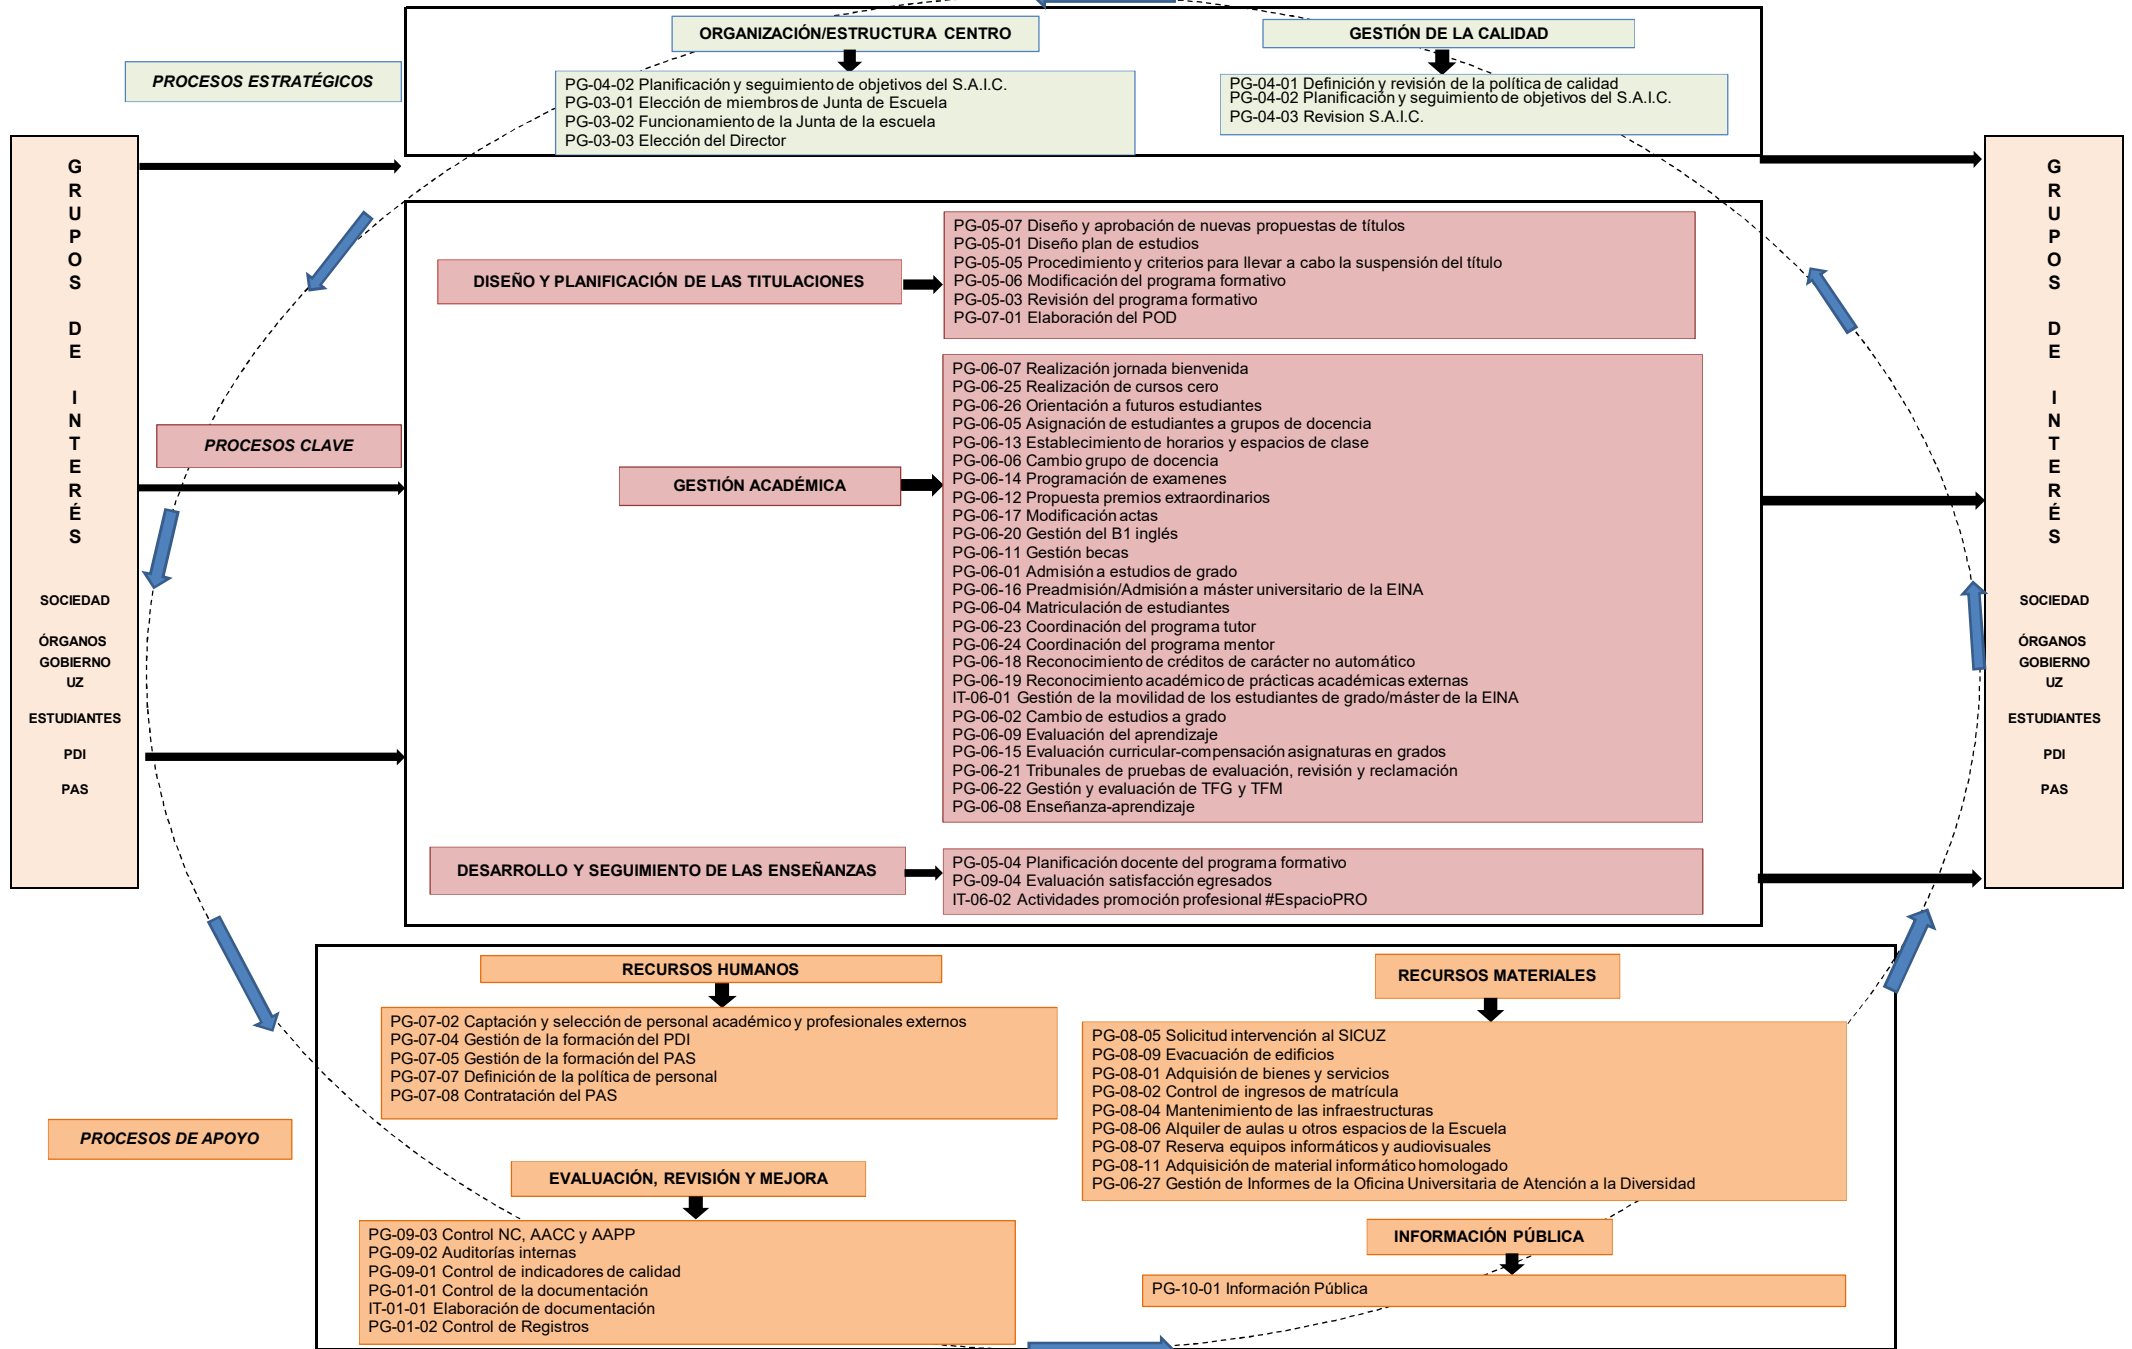 ORGANIZACIÓN/ESTRUCTURA CENTRO
GESTIÓN DE LA CALIDAD
PROCESOS ESTRATÉGICOS
PG-04-02 Planificación y seguimiento de objetivos del S.A.I.C.
PG-03-01 Elección de miembros de Junta de Escuela
PG-03-02 Funcionamiento de la Junta de la escuela
PG-03-03 Elección del Director
PG-04-01 Definición y revisión de la política de calidad
PG-04-02 Planificación y seguimiento de objetivos del S.A.I.C.
PG-04-03 Revision S.A.I.C.
GRUPOS
DE
INTERÉS
SOCIEDAD
ÓRGANOS
GOBIERNO
UZ
ESTUDIANTES
PDI
PAS
PROCESOS CLAVE
DISEÑO Y PLANIFICACIÓN DE LAS TITULACIONES
PG-05-07 Diseño y aprobación de nuevas propuestas de títulos
PG-05-01 Diseño plan de estudios
PG-05-05 Procedimiento y criterios para llevar a cabo la suspensión del título
PG-05-06 Modificación del programa formativo
PG-05-03 Revisión del programa formativo
PG-07-01 Elaboración del POD
GESTIÓN ACADÉMICA
PG-06-07 Realización jornada bienvenida
PG-06-25 Realización de cursos cero
PG-06-26 Orientación a futuros estudiantes
PG-06-05 Asignación de estudiantes a grupos de docencia
PG-06-13 Establecimiento de horarios y espacios de clase
PG-06-06 Cambio grupo de docencia
PG-06-14 Programación de examenes
PG-06-12 Propuesta premios extraordinarios
PG-06-17 Modificación actas
PG-06-20 Gestión del B1 inglés
PG-06-11 Gestión becas
PG-06-01 Admisión a estudios de grado
PG-06-16 Preadmisión/Admisión a máster universitario de la EINA
PG-06-04 Matriculación de estudiantes
PG-06-23 Coordinación del programa tutor
PG-06-24 Coordinación del programa mentor
PG-06-18 Reconocimiento de créditos de carácter no automático
PG-06-19 Reconocimiento académico de prácticas académicas externas
IT-06-01 Gestión de la movilidad de los estudiantes de grado/máster de la EINA
PG-06-02 Cambio de estudios a grado
PG-06-09 Evaluación del aprendizaje
PG-06-15 Evaluación curricular-compensación asignaturas en grados
PG-06-21 Tribunales de pruebas de evaluación, revisión y reclamación
PG-06-22 Gestión y evaluación de TFG y TFM
PG-06-08 Enseñanza-aprendizaje
DESARROLLO Y SEGUIMIENTO DE LAS ENSEÑANZAS
PG-05-04 Planificación docente del programa formativo
PG-09-04 Evaluación satisfacción egresados
IT-06-02 Actividades promoción profesional #EspacioPRO
GRUPOS
DE
INTERÉS
SOCIEDAD
ÓRGANOS
GOBIERNO
UZ
ESTUDIANTES
PDI
PAS
PROCESOS DE APOYO
RECURSOS HUMANOS
PG-07-02 Captación y selección de personal académico y profesionales externos
PG-07-04 Gestión de la formación del PDI
PG-07-05 Gestión de la formación del PAS
PG-07-07 Definición de la política de personal
PG-07-08 Contratación del PAS
RECURSOS MATERIALES
PG-08-05 Solicitud intervención al SICUZ
PG-08-09 Evacuación de edificios
PG-08-01 Adquisión de bienes y servicios
PG-08-02 Control de ingresos de matrícula
PG-08-04 Mantenimiento de las infraestructuras
PG-08-06 Alquiler de aulas u otros espacios de la Escuela
PG-08-07 Reserva equipos informáticos y audiovisuales
PG-08-11 Adquisición de material informático homologado
PG-06-27 Gestión de Informes de la Oficina Universitaria de Atención a la Diversidad
EVALUACIÓN, REVISIÓN Y MEJORA
PG-09-03 Control NC, AACC y AAPP
PG-09-02 Auditorías internas
PG-09-01 Control de indicadores de calidad
PG-01-01 Control de la documentación
IT-01-01 Elaboración de documentación
PG-01-02 Control de Registros
INFORMACIÓN PÚBLICA
PG-10-01 Información Pública